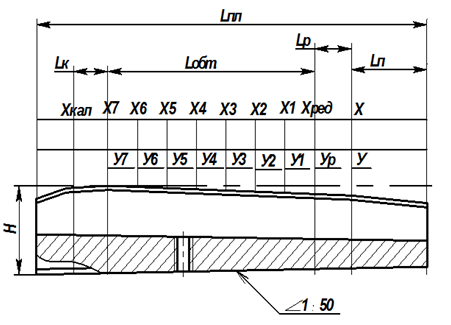 Lпл
Lр
Lк Lобт Lп
Xкал X7 X6 X5 X4 X3 X2 X1 Xред X
У7 У6 У5 У4 У3 У2 У1 Ур У
H
1:50